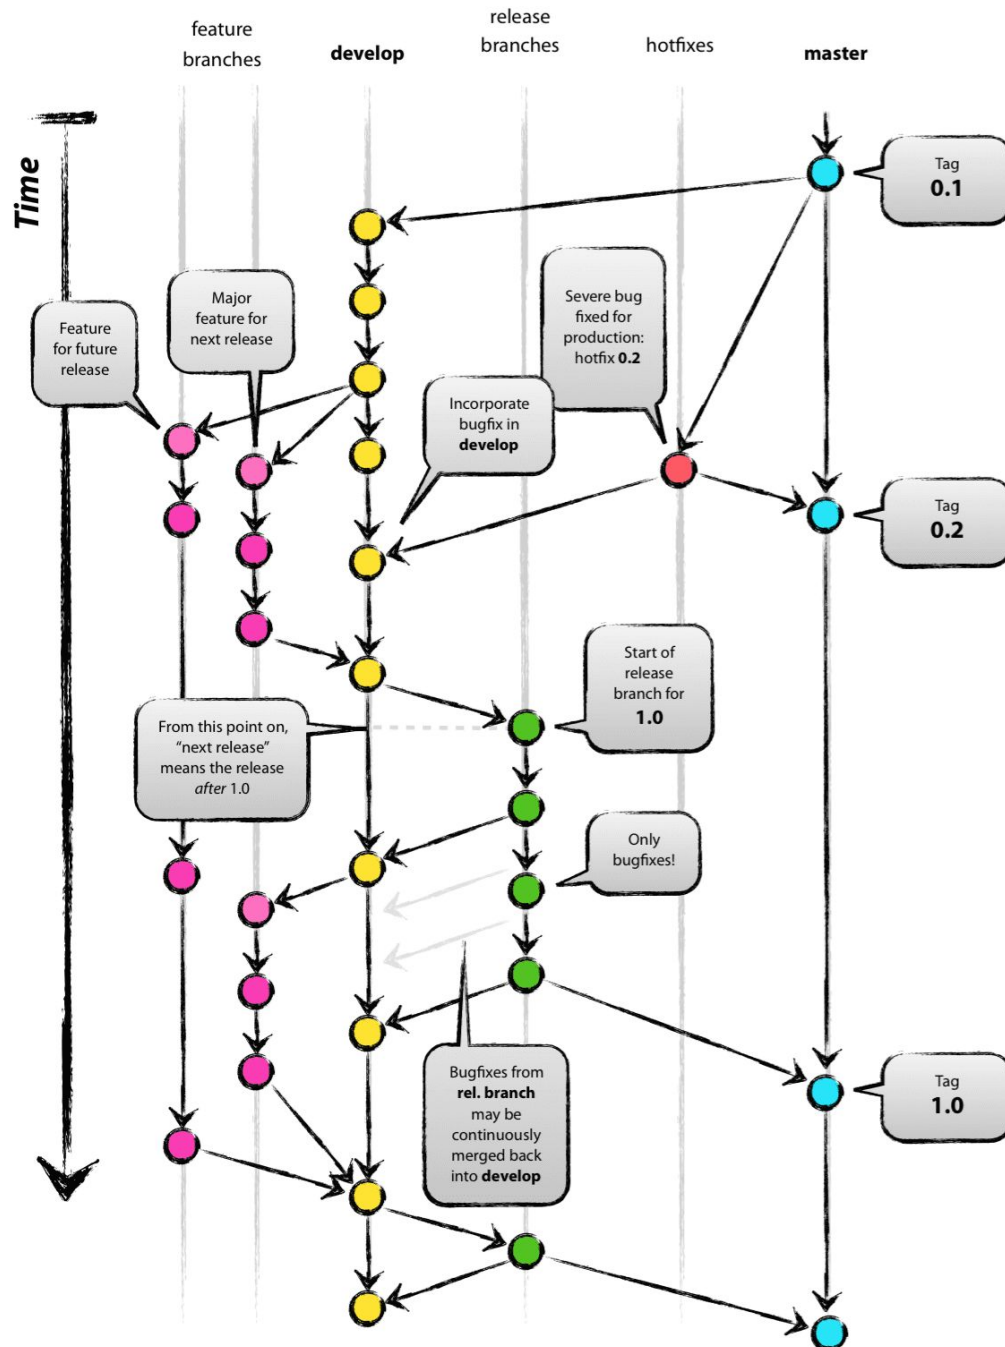 feature
branches
develop
release
branches
hotfixes
master
Time
Tag
0.1
Major
feature for
next release
Severe bug
fixed for
production:
hotfix 0.2
Feature
for future
release
Incorporate
bugfix in
develop
Tag
0.2
Start of
release
branch for
1.0
From this point on,
“next release”
means the release
after 1.0
Only
bugfixes!
Bugfixes from
rel. branch
may be
continuously
merged back
into develop
Tag
1.0